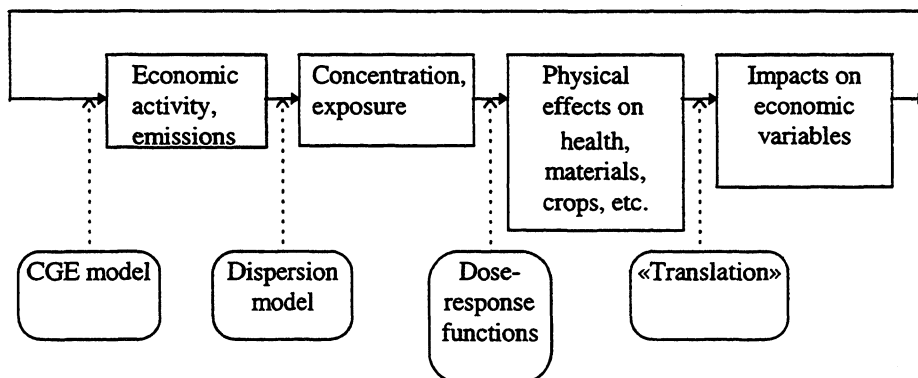 Economic
activity,
emissions
Concentration,
exposure
Physical
effects on
health,
materials,
crops, etc.
Impacts on
economic
variables
CGE model
Dispersion
model
Dose-
response
functions
«Translation»